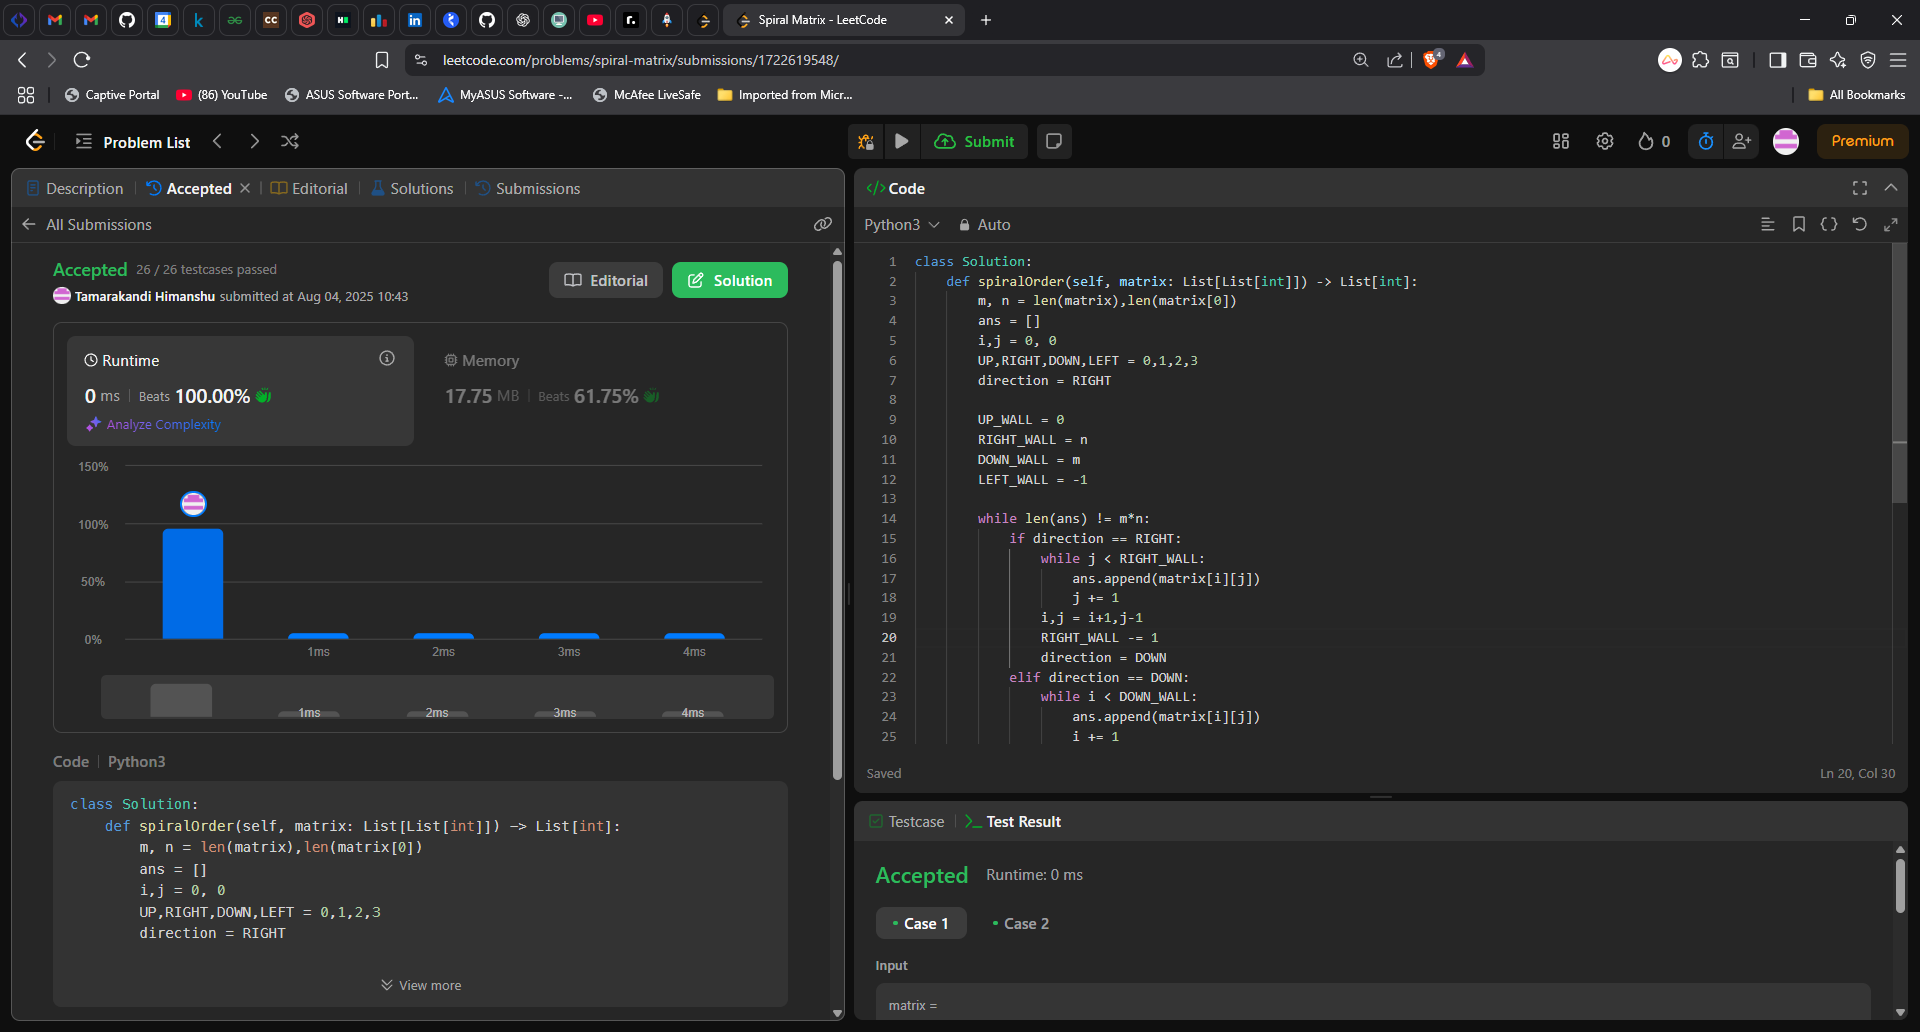 Spiral Matrix - LeetCode
leetcode.com/problems/spiral-matrix/submissions/1722619548/
4
Captive Portal
(86) YouTube
ASUS Software Port...
MyASUS Software -...
McAfee LiveSafe
Imported from Micr...
All Bookmarks
Problem List
Submit
0
Premium
Description
Accepted
Editorial
Solutions
Submissions
All Submissions
Accepted 26 / 26 testcases passed
Tamarakandi Himanshu submitted at Aug 04, 2025 10:43
Editorial
Solution
Runtime
0 ms Beats 100.00%
Analyze Complexity
Memory
17.75 MB Beats 61.75%
150%
100%
50%
0%
1ms 2ms 3ms 4ms
1ms 2ms 3ms 4ms
Code Python3
class Solution:
    def spiralOrder(self, matrix: List[List[int]]) -> List[int]:
        m, n = len(matrix),len(matrix[0])
        ans = []
        i,j = 0, 0
        UP,RIGHT,DOWN,LEFT = 0,1,2,3
        direction = RIGHT
View more
</> Code
Python3
Auto
1 class Solution:
2     def spiralOrder(self, matrix: List[List[int]]) -> List[int]:
3         m, n = len(matrix),len(matrix[0])
4         ans = []
5         i,j = 0, 0
6         UP,RIGHT,DOWN,LEFT = 0,1,2,3
7         direction = RIGHT
8
9         UP_WALL = 0
10         RIGHT_WALL = n
11         DOWN_WALL = m
12         LEFT_WALL = -1
13
14         while len(ans) != m*n:
15             if direction == RIGHT:
16                 while j < RIGHT_WALL:
17                     ans.append(matrix[i][j])
18                     j += 1
19                 i,j = i+1,j-1
20                 RIGHT_WALL -= 1
21                 direction = DOWN
22             elif direction == DOWN:
23                 while i < DOWN_WALL:
24                     ans.append(matrix[i][j])
25                     i += 1
Saved
Ln 20, Col 30
Testcase
Test Result
Accepted Runtime: 0 ms
Case 1
Case 2
Input
matrix =